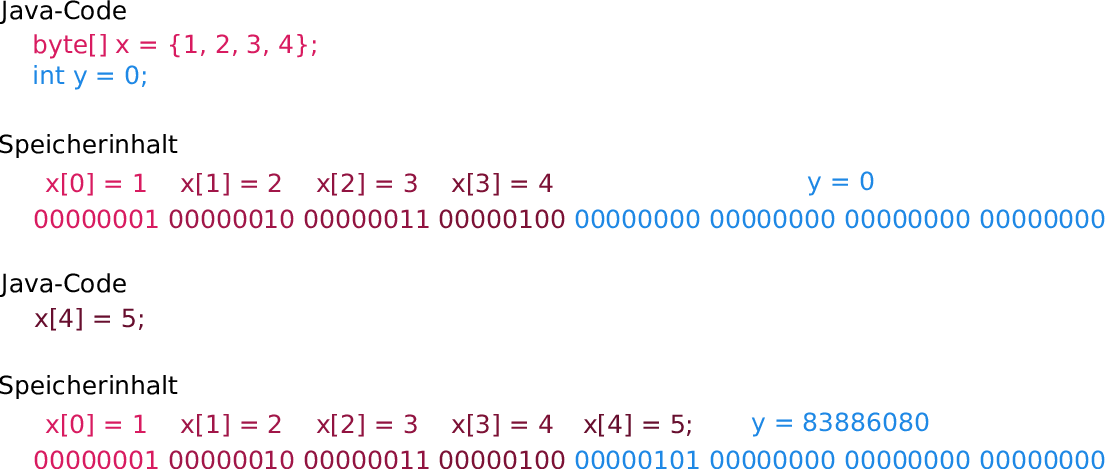 Java-Code
byte[] x = {1, 2, 3, 4};
int y = 0;
Speicherinhalt
x[0] = 1 x[1] = 2 x[2] = 3 x[3] = 4 y = 0
00000001 00000010 00000011 00000100 00000000 00000000 00000000 00000000
Java-Code
x[4] = 5;
Speicherinhalt
x[0] = 1 x[1] = 2 x[2] = 3 x[3] = 4 x[4] = 5; y = 83886080
00000001 00000010 00000011 00000100 00000101 00000000 00000000 00000000